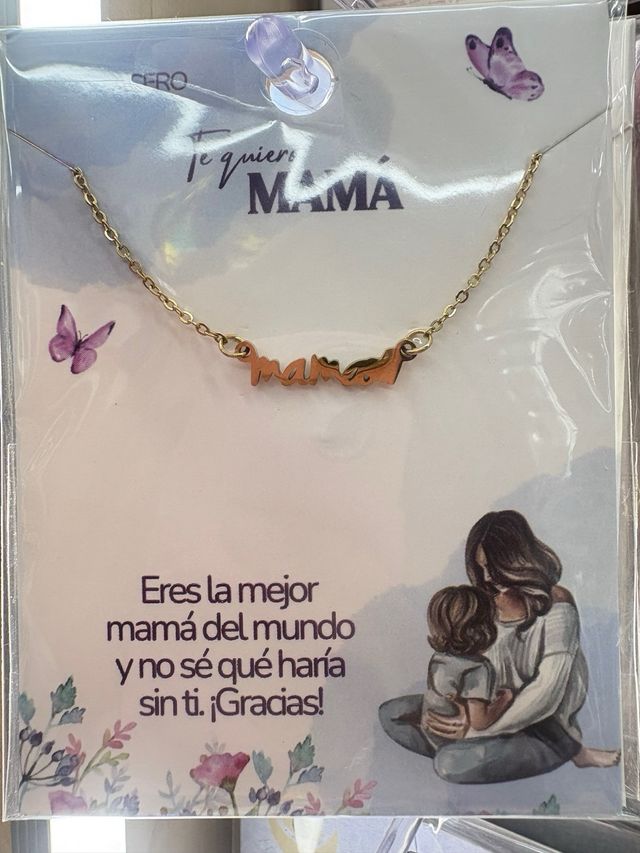 Te quiero
MAMÁ
mamá
Eres la mejor
mamá del mundo
y no sé qué haría
sin ti. ¡Gracias!